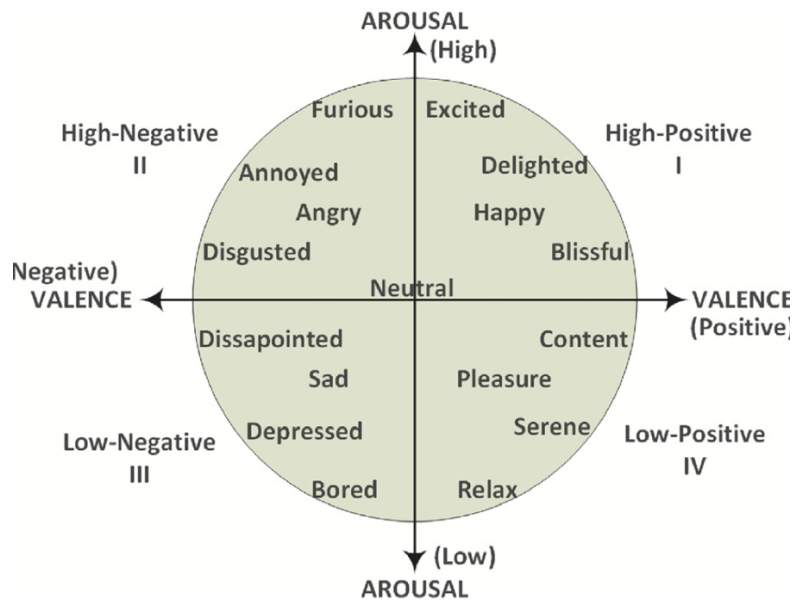 AROUSAL
(High)
Furious Excited
High-Negative
II
High-Positive
I
Annoyed Delighted
Angry Happy
Disgusted Blissful
Negative)
VALENCE
Neutral
VALENCE
(Positive)
Dissapointed Content
Sad Pleasure
Depressed Serene
Low-Negative
III
Low-Positive
IV
Bored Relax
(Low)
AROUSAL